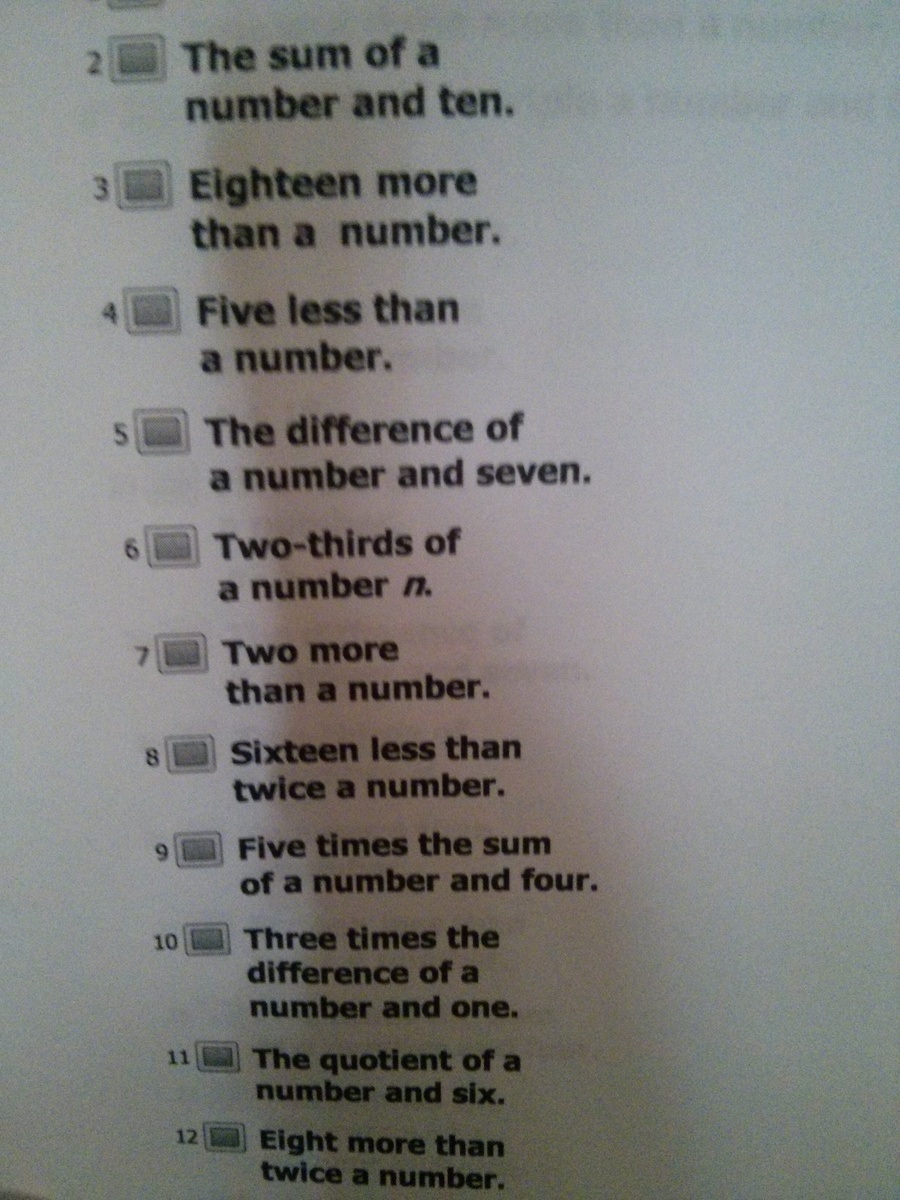 2 The sum of a
number and ten.
3 Eighteen more
than a number.
4 Five less than
a number.
5 The difference of
a number and seven.
6 Two-thirds of
a number n.
7 Two more
than a number.
8 Sixteen less than
twice a number.
9 Five times the sum
of a number and four.
10 Three times the
difference of a
number and one.
11 The quotient of a
number and six.
12 Eight more than
twice a number.